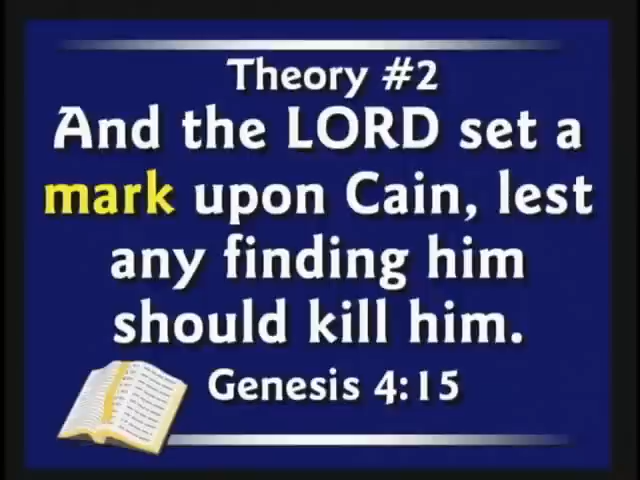 Theory #2
And the LORD set a
mark upon Cain, lest
any finding him
should kill him.
Genesis 4:15